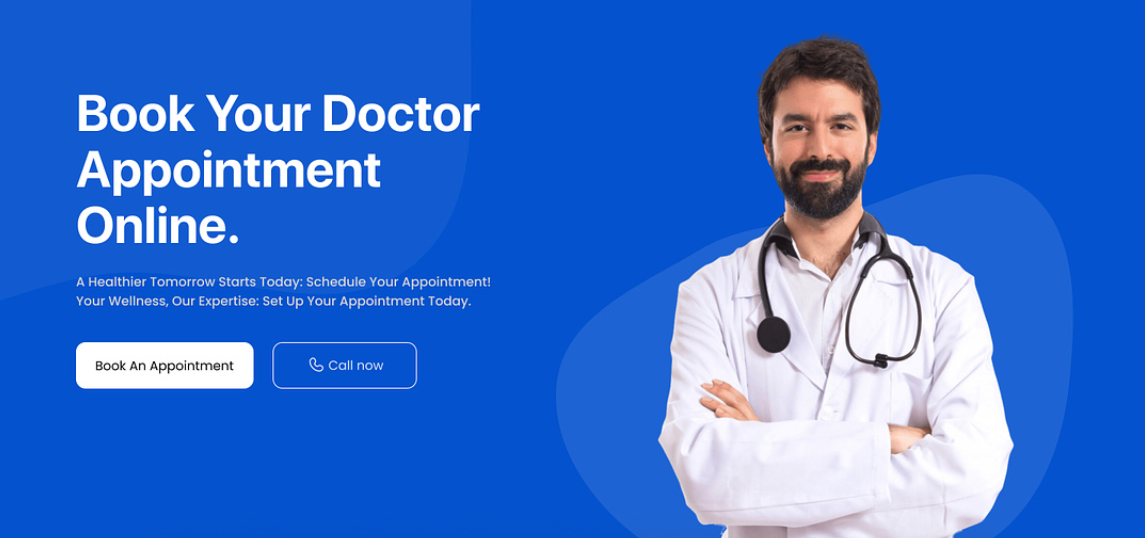 Book Your Doctor
Appointment
Online.
A Healthier Tomorrow Starts Today: Schedule Your Appointment!
Your Wellness, Our Expertise: Set Up Your Appointment Today.
Book An Appointment
Call now